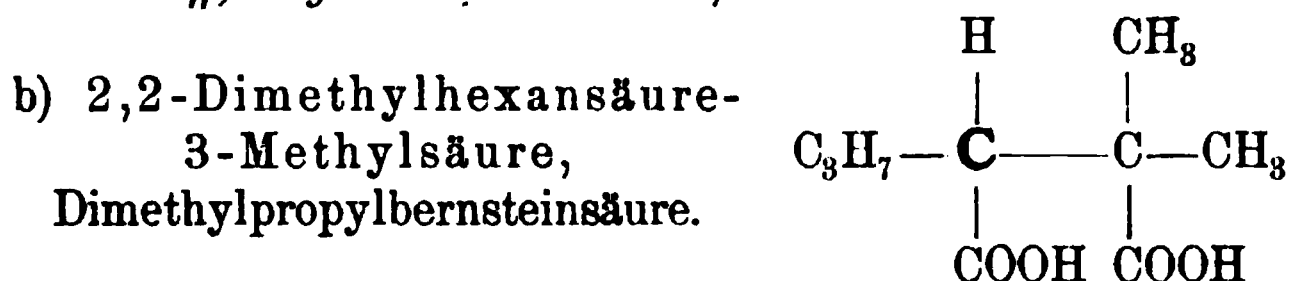 b) 2,2-Dimethylhexansäure-
3-Methylsäure,
Dimethylpropylbernsteinsäure.
H CH₃
C₃H₇—C—C—CH₃
COOH COOH